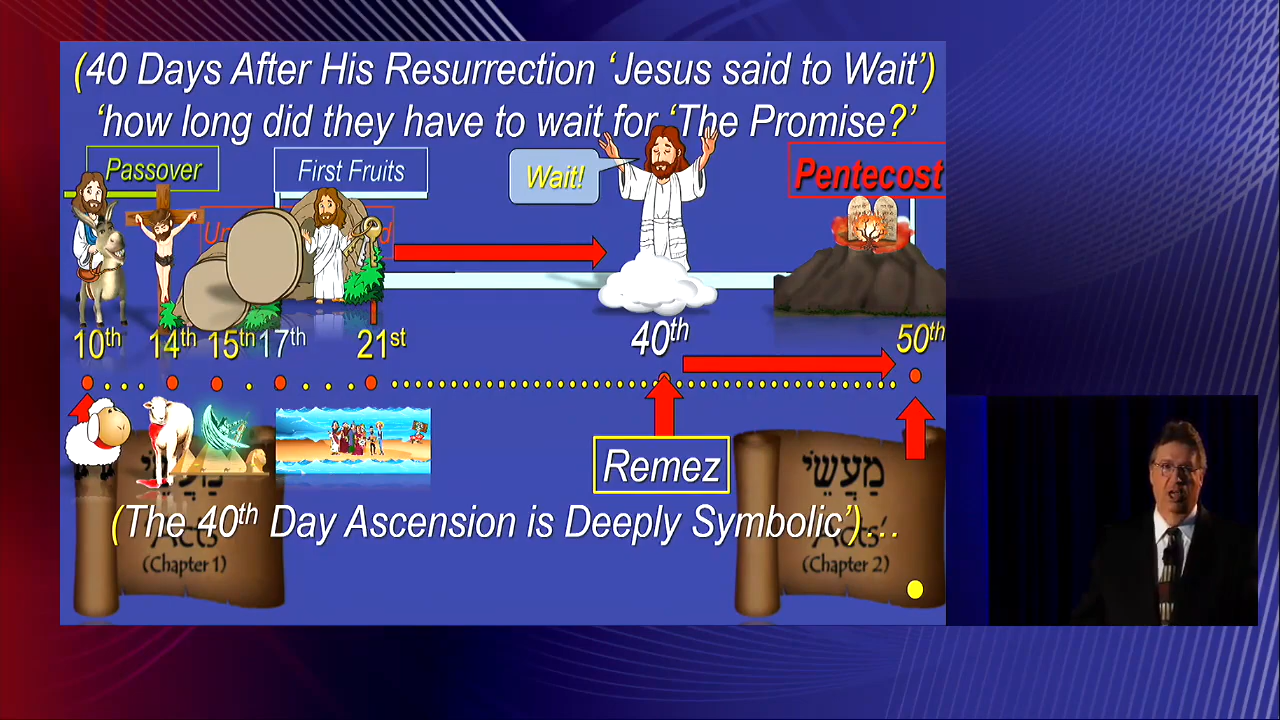 (40 Days After His Resurrection ‘Jesus said to Wait’)
‘how long did they have to wait for ‘The Promise?’
Passover
First Fruits
Wait!
Pentecost
10th
14th
15th
17th
21st
40th
50th
Remez
מַעֲשֵׂי
(The 40th Day Ascension is Deeply Symbolic’)…
Acts
(Chapter 1)
Acts
(Chapter 2)